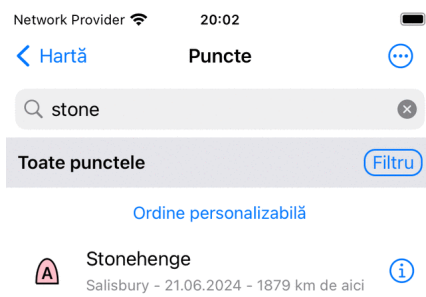 Network Provider 20:02
Hartă Puncte
stone
Toate punctele Filtru
Ordine personalizabilă
A Stonehenge
Salisbury - 21.06.2024 - 1879 km de aici